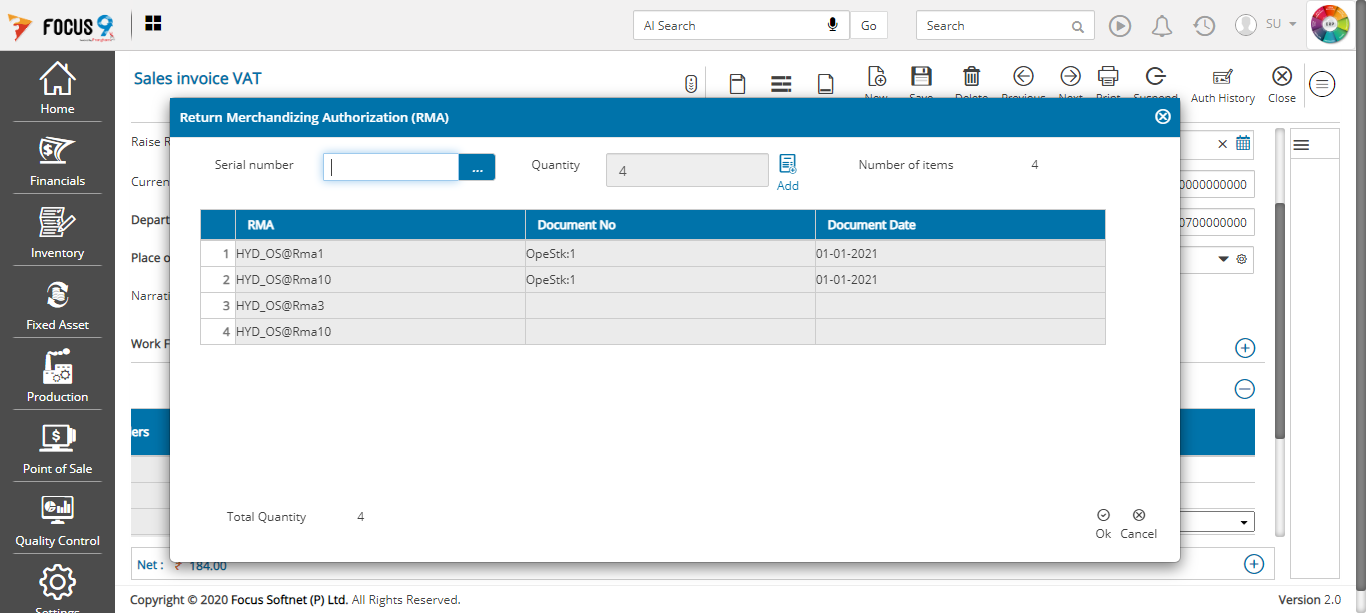 FOCUS 9
AI Search
Go
Search
SU
Home
Financials
Inventory
Fixed Asset
Production
Point of Sale
Quality Control
Settings
Sales invoice VAT
New
Save
Delete
Previous
Next
Print
Suspend
Auth History
Close
Return Merchandizing Authorization (RMA)
Raise R
Curren
Depart
Place o
Narrati
Work F
ers
0000000000
0700000000
Serial number
...
Quantity
4
Add
Number of items
4
RMA Document No Document Date
1 HYD_OS@Rma1 OpeStk:1 01-01-2021
2 HYD_OS@Rma10 OpeStk:1 01-01-2021
3 HYD_OS@Rma3
4 HYD_OS@Rma10
Total Quantity 4
Ok Cancel
Net : ₹ 184.00
Copyright © 2020 Focus Softnet (P) Ltd. All Rights Reserved.
Version 2.0